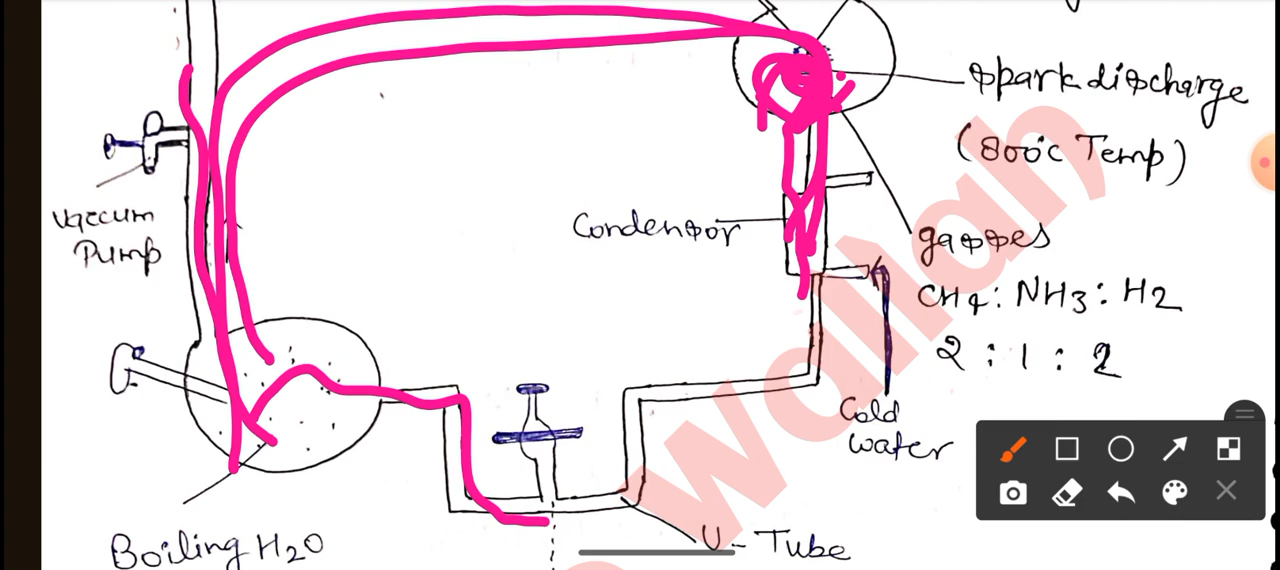 spark discharge
(800°c Temp)
Vaccum
Pump
Condensor
gasses
CH4 : NH3 : H2
2 : 1 : 2
Cold
water
U - Tube
Boiling H2O
wallah